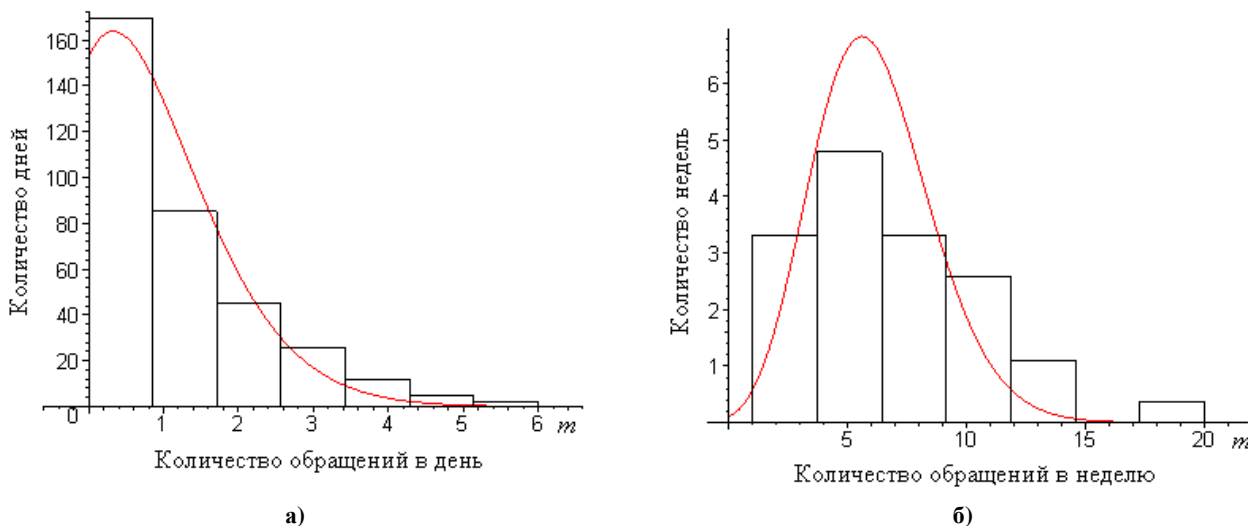 Количество дней
160
140
120
100
80
60
40
20
0
1 2 3 4 5 6 m
Количество обращений в день
а)
Количество недель
6
5
4
3
2
1
5 10 15 20 m
Количество обращений в неделю
б)